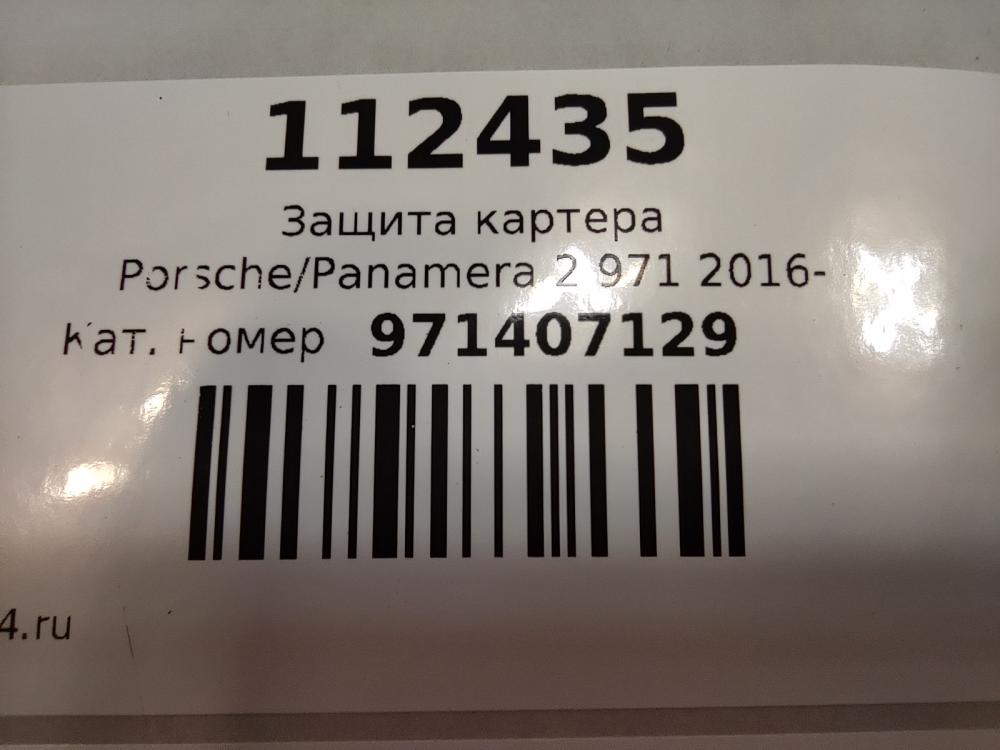 112435
Защита картера
Porsche/Panamera 2 971 2016-
Кат. номер 971407129
4.ru